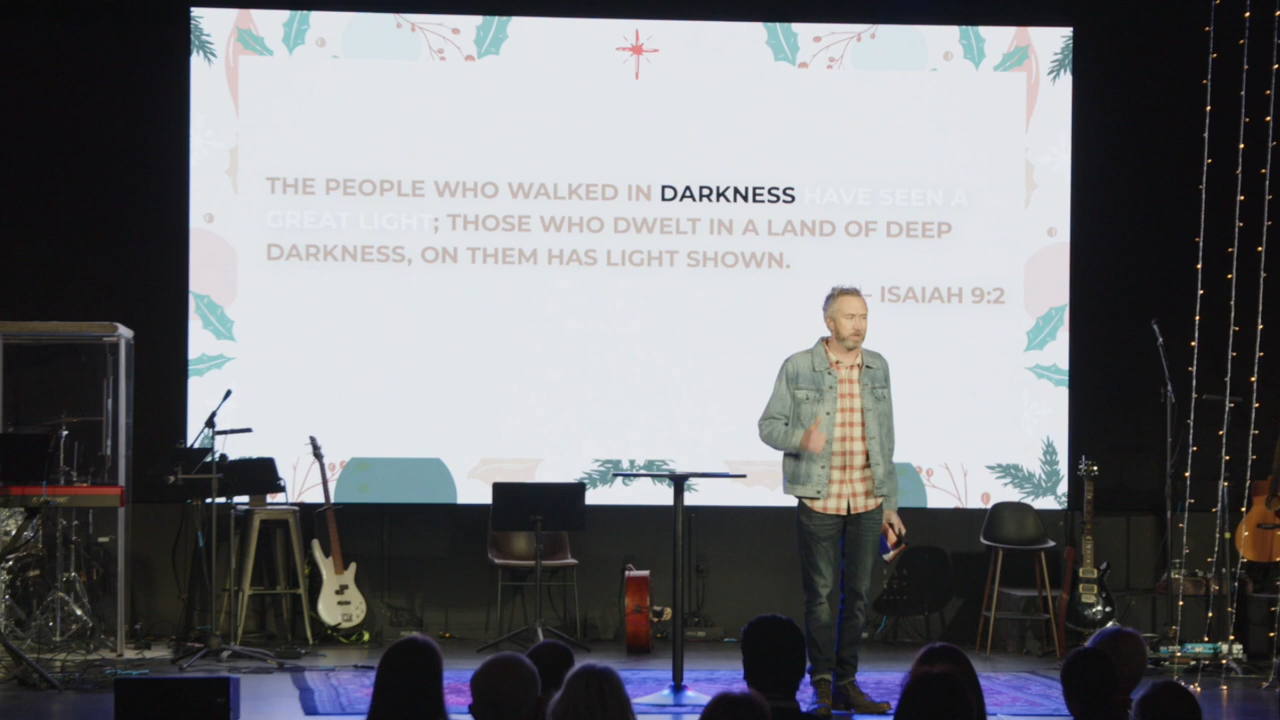 THE PEOPLE WHO WALKED IN DARKNESS HAVE SEEN A
GREAT LIGHT; THOSE WHO DWELT IN A LAND OF DEEP
DARKNESS, ON THEM HAS LIGHT SHOWN.
- ISAIAH 9:2